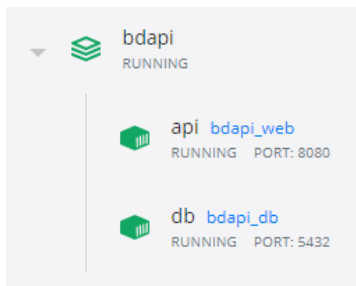 bdapi
RUNNING
api bdapi_web
RUNNING PORT: 8080
db bdapi_db
RUNNING PORT: 5432